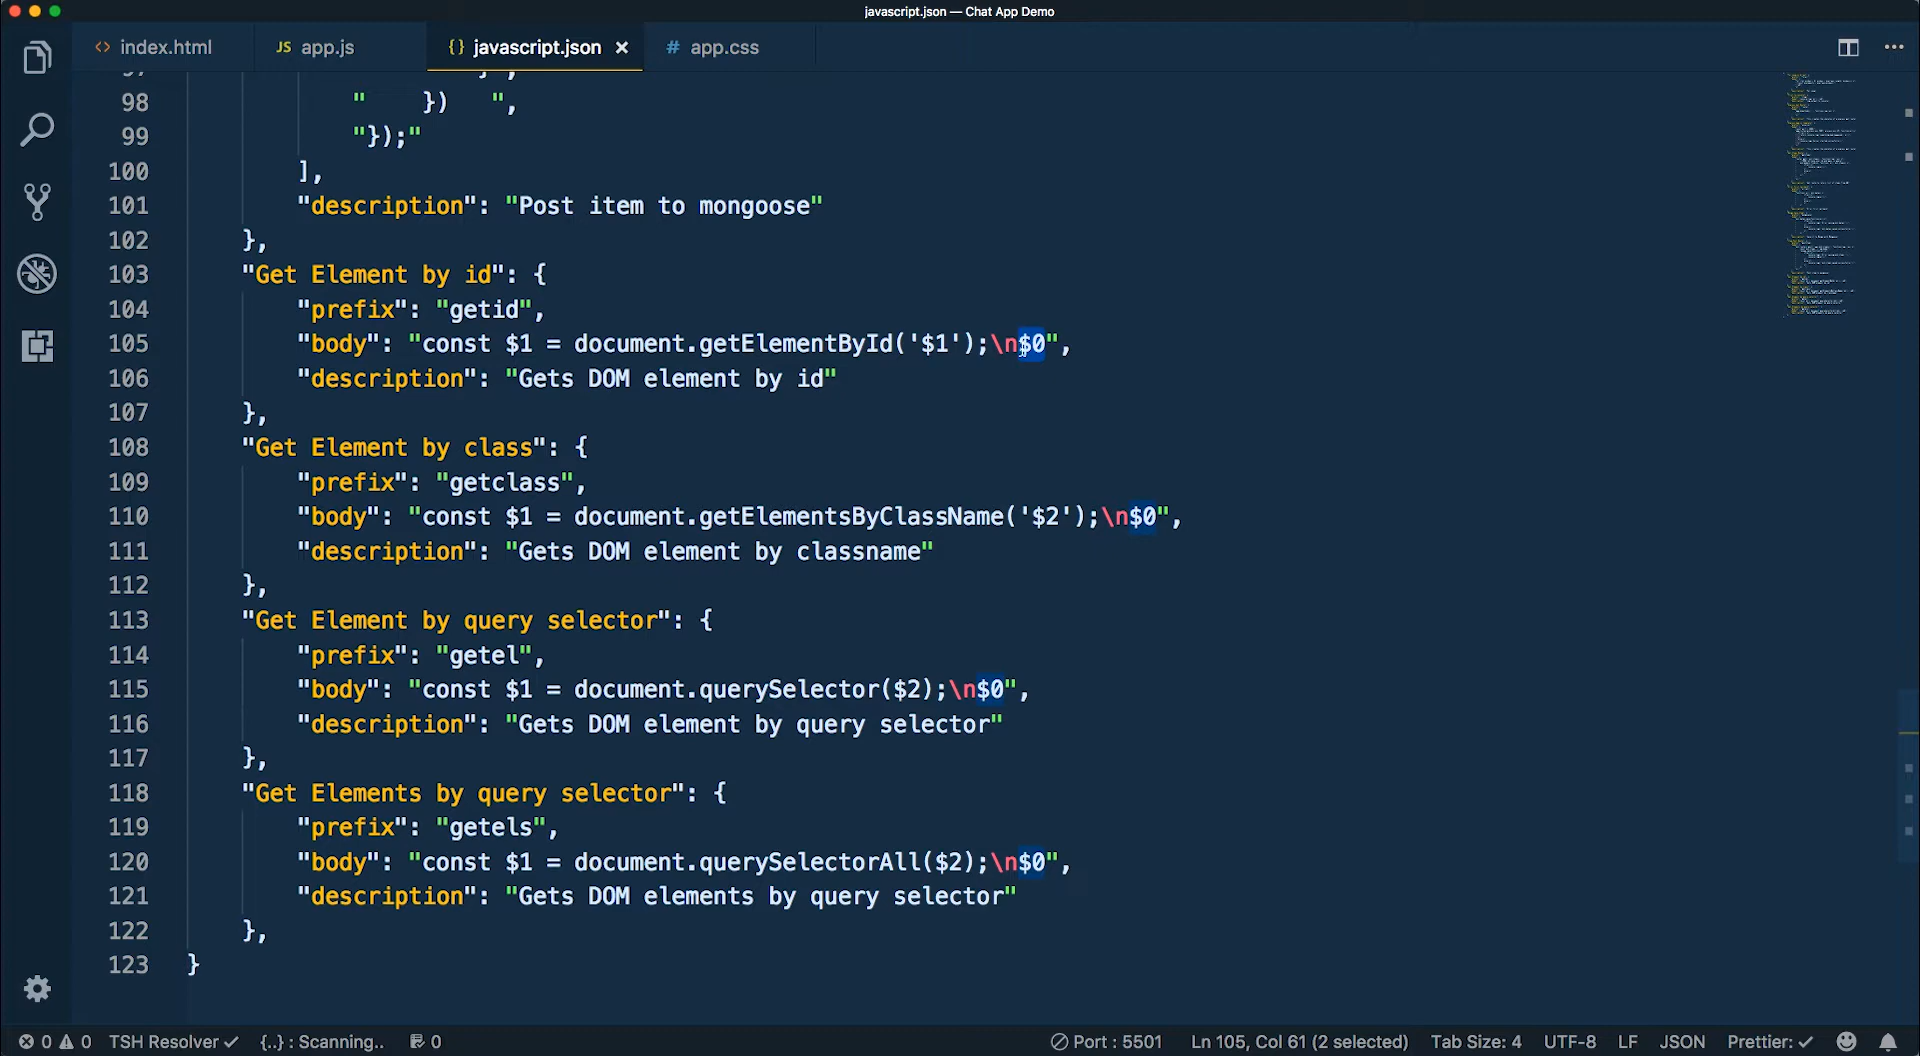 javascript.json — Chat App Demo
<> index.html
JS app.js
{} javascript.json ×
# app.css
98 " }) ",
99 "});"
100 ],
101 "description": "Post item to mongoose"
102 },
103 "Get Element by id": {
104 "prefix": "getid",
105 "body": "const $1 = document.getElementById('$1');\n$0",
106 "description": "Gets DOM element by id"
107 },
108 "Get Element by class": {
109 "prefix": "getclass",
110 "body": "const $1 = document.getElementsByClassName('$2');\n$0",
111 "description": "Gets DOM element by classname"
112 },
113 "Get Element by query selector": {
114 "prefix": "getel",
115 "body": "const $1 = document.querySelector($2);\n$0",
116 "description": "Gets DOM element by query selector"
117 },
118 "Get Elements by query selector": {
119 "prefix": "getels",
120 "body": "const $1 = document.querySelectorAll($2);\n$0",
121 "description": "Gets DOM elements by query selector"
122 },
123 }
0 0 TSH Resolver ✓ {..} : Scanning.. 0 Port : 5501 Ln 105, Col 61 (2 selected) Tab Size: 4 UTF-8 LF JSON Prettier: ✓